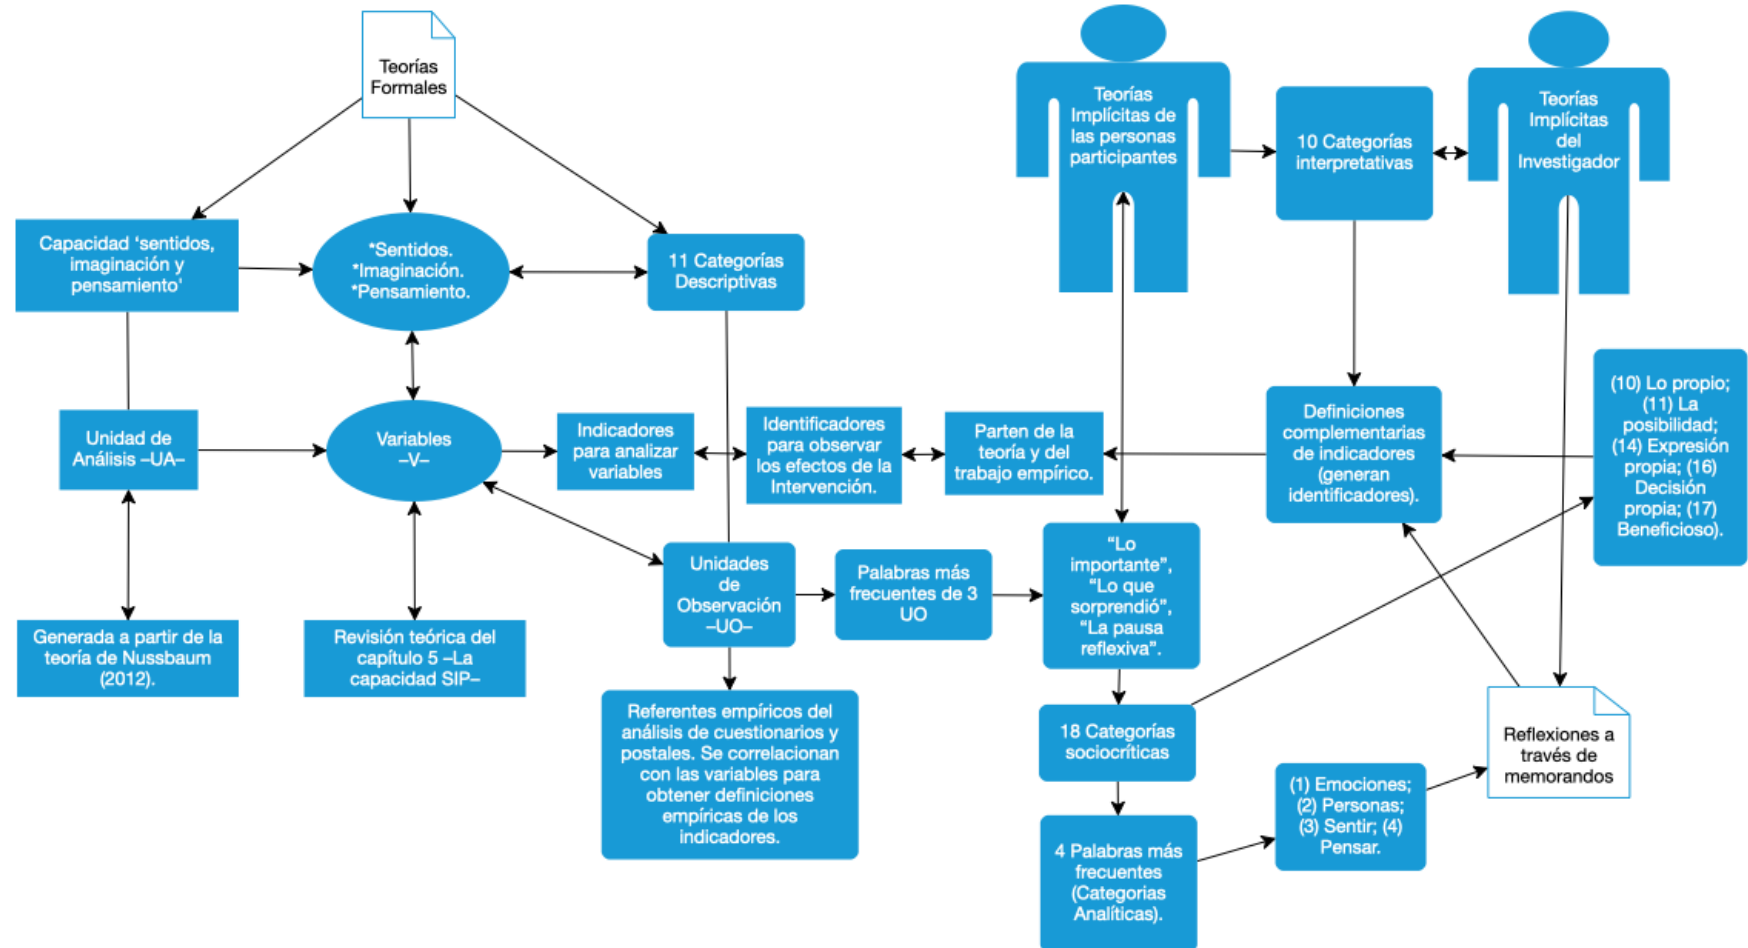 Teorías
Formales
Teorías
Implícitas de
las personas
participantes
10 Categorías
interpretativas
Teorías
Implícitas
del
Investigador
Capacidad ‘sentidos,
imaginación y
pensamiento’
*Sentidos.
*Imaginación.
*Pensamiento.
11 Categorías
Descriptivas
Unidad de
Análisis –UA–
Variables
–V–
Indicadores
para analizar
variables
Identificadores
para observar
los efectos de la
Intervención.
Parten de la
teoría y del
trabajo empírico.
Definiciones
complementarias
de indicadores
(generan
identificadores).
(10) Lo propio;
(11) La
posibilidad;
(14) Expresión
propia; (16)
Decisión
propia; (17)
Beneficioso).
Generada a partir de la
teoría de Nussbaum
(2012).
Revisión teórica del
capítulo 5 –La
capacidad SIP–
Unidades
de
Observación
–UO–
Palabras más
frecuentes de 3
UO
“Lo
importante”,
“Lo que
sorprendió”,
“La pausa
reflexiva”.
Referentes empíricos del
análisis de cuestionarios y
postales. Se correlacionan
con las variables para
obtener definiciones
empíricas de los
indicadores.
18 Categorías
sociocríticas
4 Palabras más
frecuentes
(Categorias
Analíticas).
(1) Emociones;
(2) Personas;
(3) Sentir; (4)
Pensar.
Reflexiones a
través de
memorandos